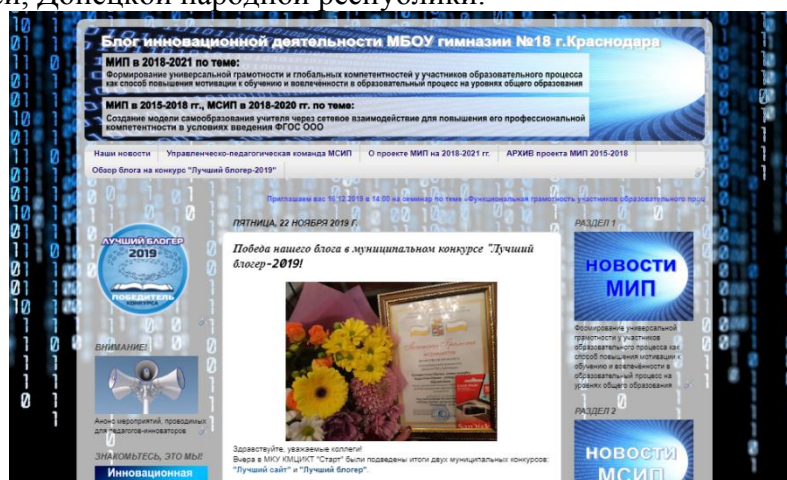 Донецкой народной республики.
Блог инновационной деятельности МБОУ гимназии №18 г.Краснодара
МИП в 2018-2021 по теме:
Формирование универсальной грамотности и глобальных компетентностей у участников образовательного процесса
как способ повышения мотивации к обучению и вовлечённости в образовательный процесс на уровнях общего образования
МИП в 2015-2018 гг., МСИП в 2018-2020 гг. по теме:
Создание модели самообразования учителя через сетевое взаимодействие для повышения его профессиональной
компетентности в условиях введения ФГОС ООО
Наши новости Управленческо-педагогическая команда МСИП О проекте МИП на 2018-2021 гг. АРХИВ проекта МИП 2015-2018
Обзор блога на конкурс "Лучший блогер-2019"
Приглашаем вас 10.12.2019 в 14:00 на семинар по теме «Функциональная грамотность участников образовательного
ПЯТНИЦА, 22 НОЯБРЯ 2019 Г.
Победа нашего блога в муниципальном конкурсе "Лучший
блогер-2019!
Здравствуйте, уважаемые коллеги!
Вчера в МКУ КМЦИКТ "Старт" были подведены итоги двух муниципальных конкурсов:
"Лучший сайт" и "Лучший блогер".
ЛУЧШИЙ БЛОГЕР
2019
ПОБЕДИТЕЛЬ
КОНКУРСА
ВНИМАНИЕ!
Анонс мероприятий, проводимых
для педагогов-инноваторов
ЗНАКОМЬТЕСЬ, ЭТО МЫ!
Инновационная
РАЗДЕЛ 1
НОВОСТИ
МИП
Формирование универсальной
грамотности у участников
образовательного процесса как
способ повышения мотивации к
обучению и вовлечённости в
образовательный процесс на
уровнях общего образования
РАЗДЕЛ 2
НОВОСТИ
МСИП